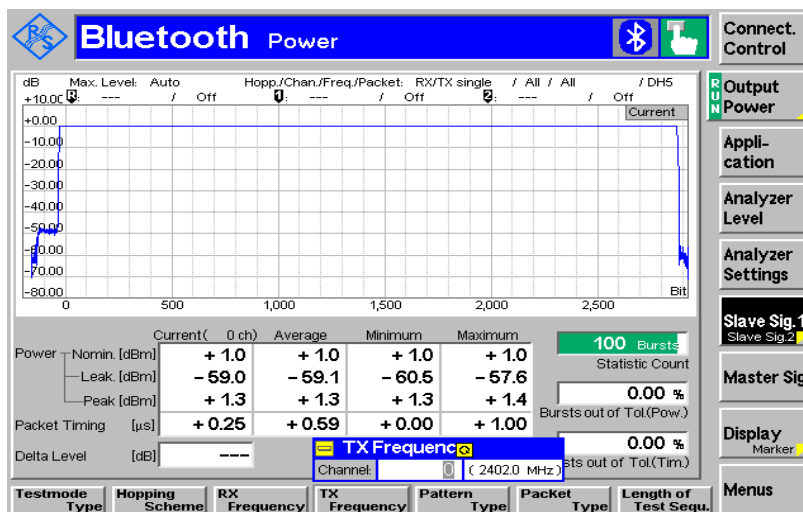 R S
Bluetooth Power
Connect. Control
dB Max. Level: Auto Hopp./Chan./Freq./Packet: RX/TX single / All / All / DH5
+10.00 R: --- / Off 1: --- / Off 2: --- / Off
Current
+0.00
-10.00
-20.00
-30.00
-40.00
-50.00
-60.00
-70.00
-80.00
Bit
0 500 1,000 1,500 2,000 2,500
Current( 0 ch) Average Minimum Maximum
Power Nomin. [dBm] + 1.0 + 1.0 + 1.0 + 1.0
Leak. [dBm] - 59.0 - 59.1 - 60.5 - 57.6
Peak [dBm] + 1.3 + 1.3 + 1.3 + 1.4
Packet Timing [µs] + 0.25 + 0.59 + 0.00 + 1.00
Delta Level [dB] ---
100 Bursts
Statistic Count
0.00 %
Bursts out of Tol.(Pow.)
0.00 %
sts out of Tol.(Tim.)
TX Frequenc
Channel: 0 ( 2402.0 MHz )
RUN
Output Power
Appli- cation
Analyzer Level
Analyzer Settings
Slave Sig.1
Slave Sig.2
Master Sig
Display
Marker
Menus
Testmode Type
Hopping Scheme
RX Frequency
TX Frequency
Pattern Type
Packet Type
Length of Test Sequ.